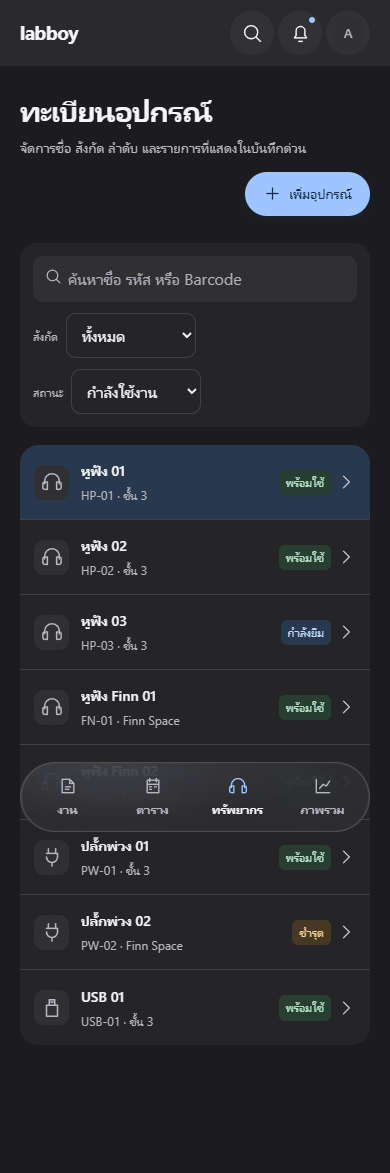 labboy
A
ทะเบียนอุปกรณ์
จัดการชื่อ สังกัด ลำดับ และรายการที่แสดงในบันทึกด่วน
เพิ่มอุปกรณ์
ค้นหาชื่อ รหัส หรือ Barcode
สังกัด ทั้งหมด
สถานะ กำลังใช้งาน
หูฟัง 01
พร้อมใช้
HP-01 · ชั้น 3
หูฟัง 02
พร้อมใช้
HP-02 · ชั้น 3
หูฟัง 03
กำลังยืม
HP-03 · ชั้น 3
หูฟัง Finn 01
พร้อมใช้
FN-01 · Finn Space
หูฟัง Finn 02
งาน ตาราง ทรัพยากร ภาพรวม
ปลั๊กพ่วง 01
พร้อมใช้
PW-01 · ชั้น 3
ปลั๊กพ่วง 02
ชำรุด
PW-02 · Finn Space
USB 01
พร้อมใช้
USB-01 · ชั้น 3